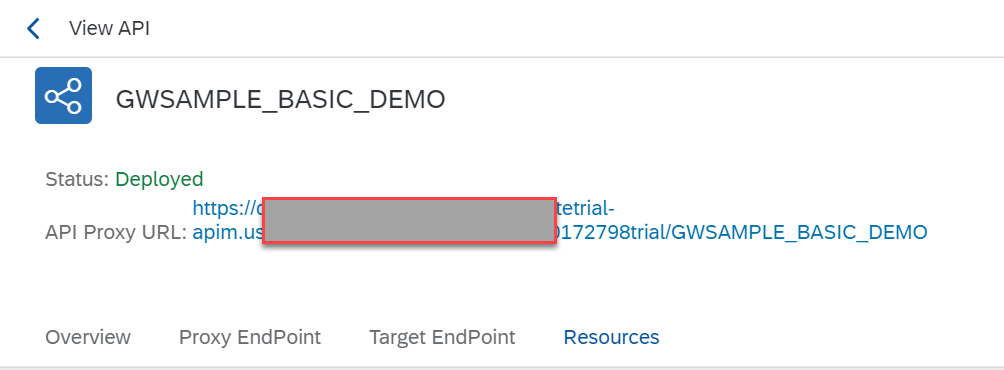 View API
GWSAMPLE_BASIC_DEMO
Status: Deployed
https:// tetrial-
API Proxy URL: apim.us 0172798trial/GWSAMPLE_BASIC_DEMO
Overview Proxy EndPoint Target EndPoint Resources